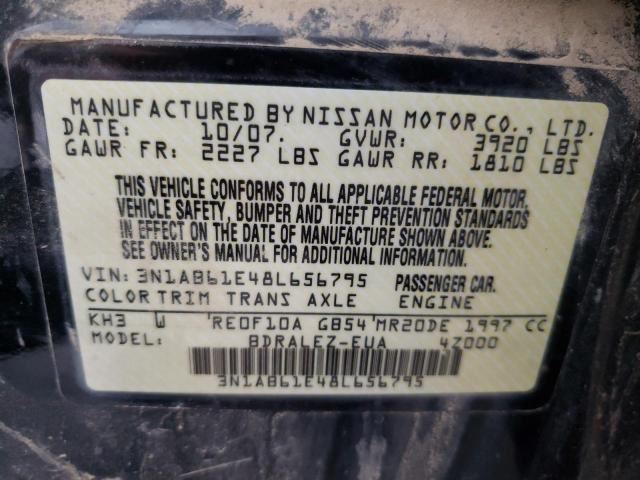 MANUFACTURED BY NISSAN MOTOR CO., LTD.
DATE: 10/07. GVWR: 3920 LBS
GAWR FR: 2227 LBS GAWR RR: 1810 LBS
THIS VEHICLE CONFORMS TO ALL APPLICABLE FEDERAL MOTOR
VEHICLE SAFETY, BUMPER AND THEFT PREVENTION STANDARDS
IN EFFECT ON THE DATE OF MANUFACTURE SHOWN ABOVE.
SEE OWNER'S MANUAL FOR ADDITIONAL INFORMATION.
VIN: 3N1AB61E48L656795 PASSENGER CAR.
COLOR TRIM TRANS AXLE ENGINE
KH3 W 'RE0F10A GB54'MR20DE 1997 CC
MODEL: BDRALEZ-EUA 4Z000
3N1AB61E48L656795